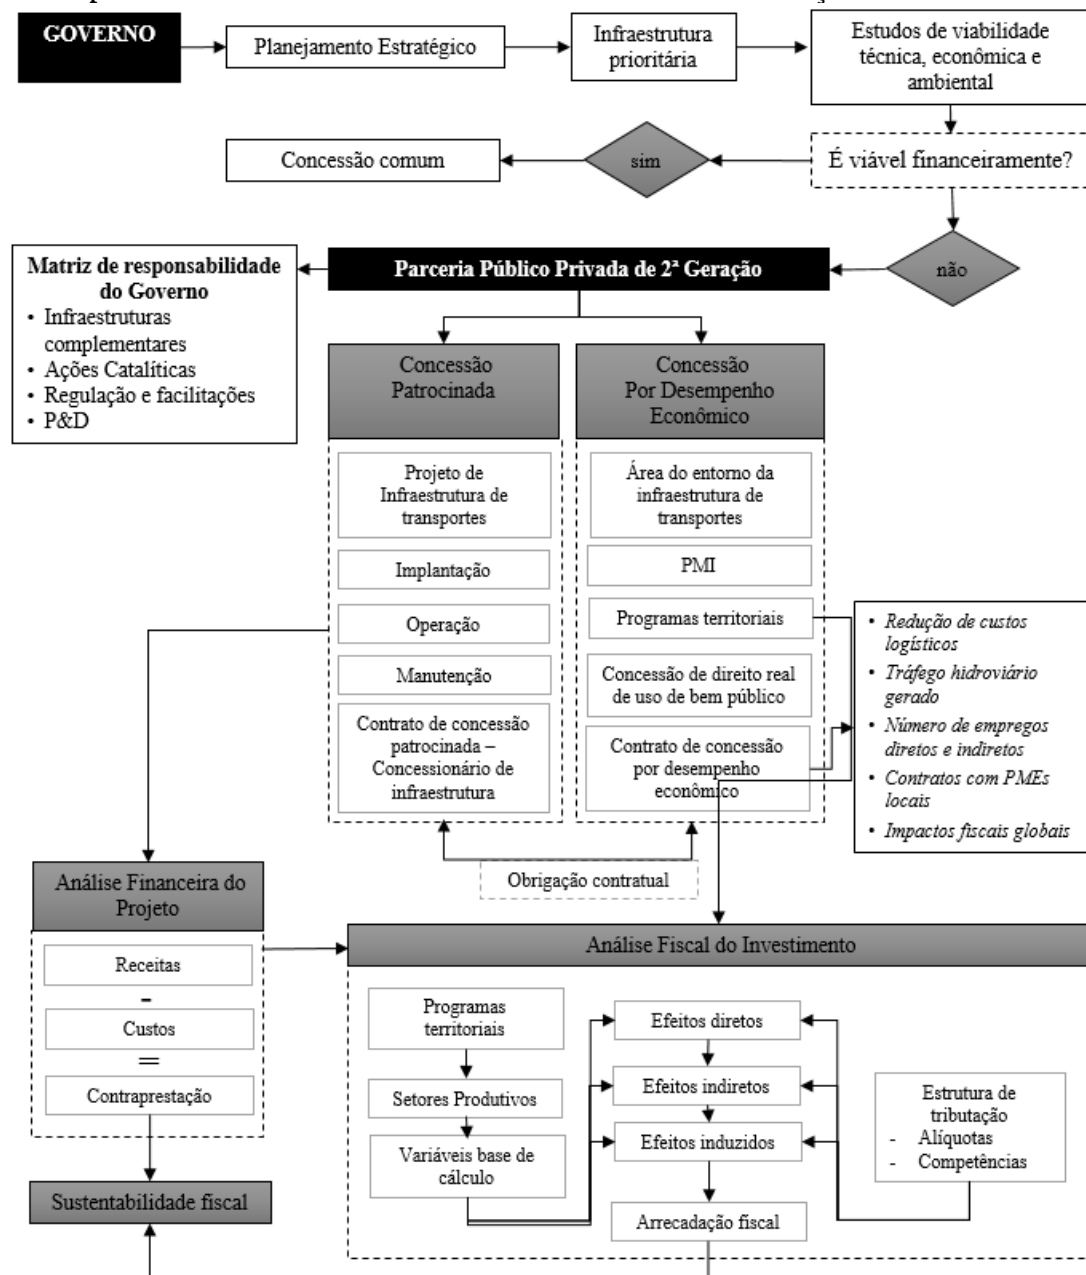 GOVERNO
Planejamento Estratégico
Infraestrutura
prioritária
Estudos de viabilidade
técnica, econômica e
ambiental
É viável financeiramente?
sim
Concessão comum
não
Parceria Público Privada de 2ª Geração
Matriz de responsabilidade
do Governo
• Infraestruturas
complementares
• Ações Catalíticas
• Regulação e facilitações
• P&D
Concessão
Patrocinada
Projeto de
Infraestrutura de
transportes
Implantação
Operação
Manutenção
Contrato de concessão
patrocinada –
Concessionário de
infraestrutura
Concessão
Por Desempenho
Econômico
Área do entorno da
infraestrutura de
transportes
PMI
Programas territoriais
Concessão de direito real
de uso de bem público
Contrato de concessão
por desempenho
econômico
• Redução de custos
logísticos
• Tráfego hidroviário
gerado
• Número de empregos
diretos e indiretos
• Contratos com PMEs
locais
• Impactos fiscais globais
Obrigação contratual
Análise Financeira do
Projeto
Receitas
-
Custos
=
Contraprestação
Sustentabilidade fiscal
Análise Fiscal do Investimento
Programas
territoriais
Setores Produtivos
Variáveis base de
cálculo
Efeitos diretos
Efeitos indiretos
Efeitos induzidos
Arrecadação fiscal
Estrutura de
tributação
- Alíquotas
- Competências